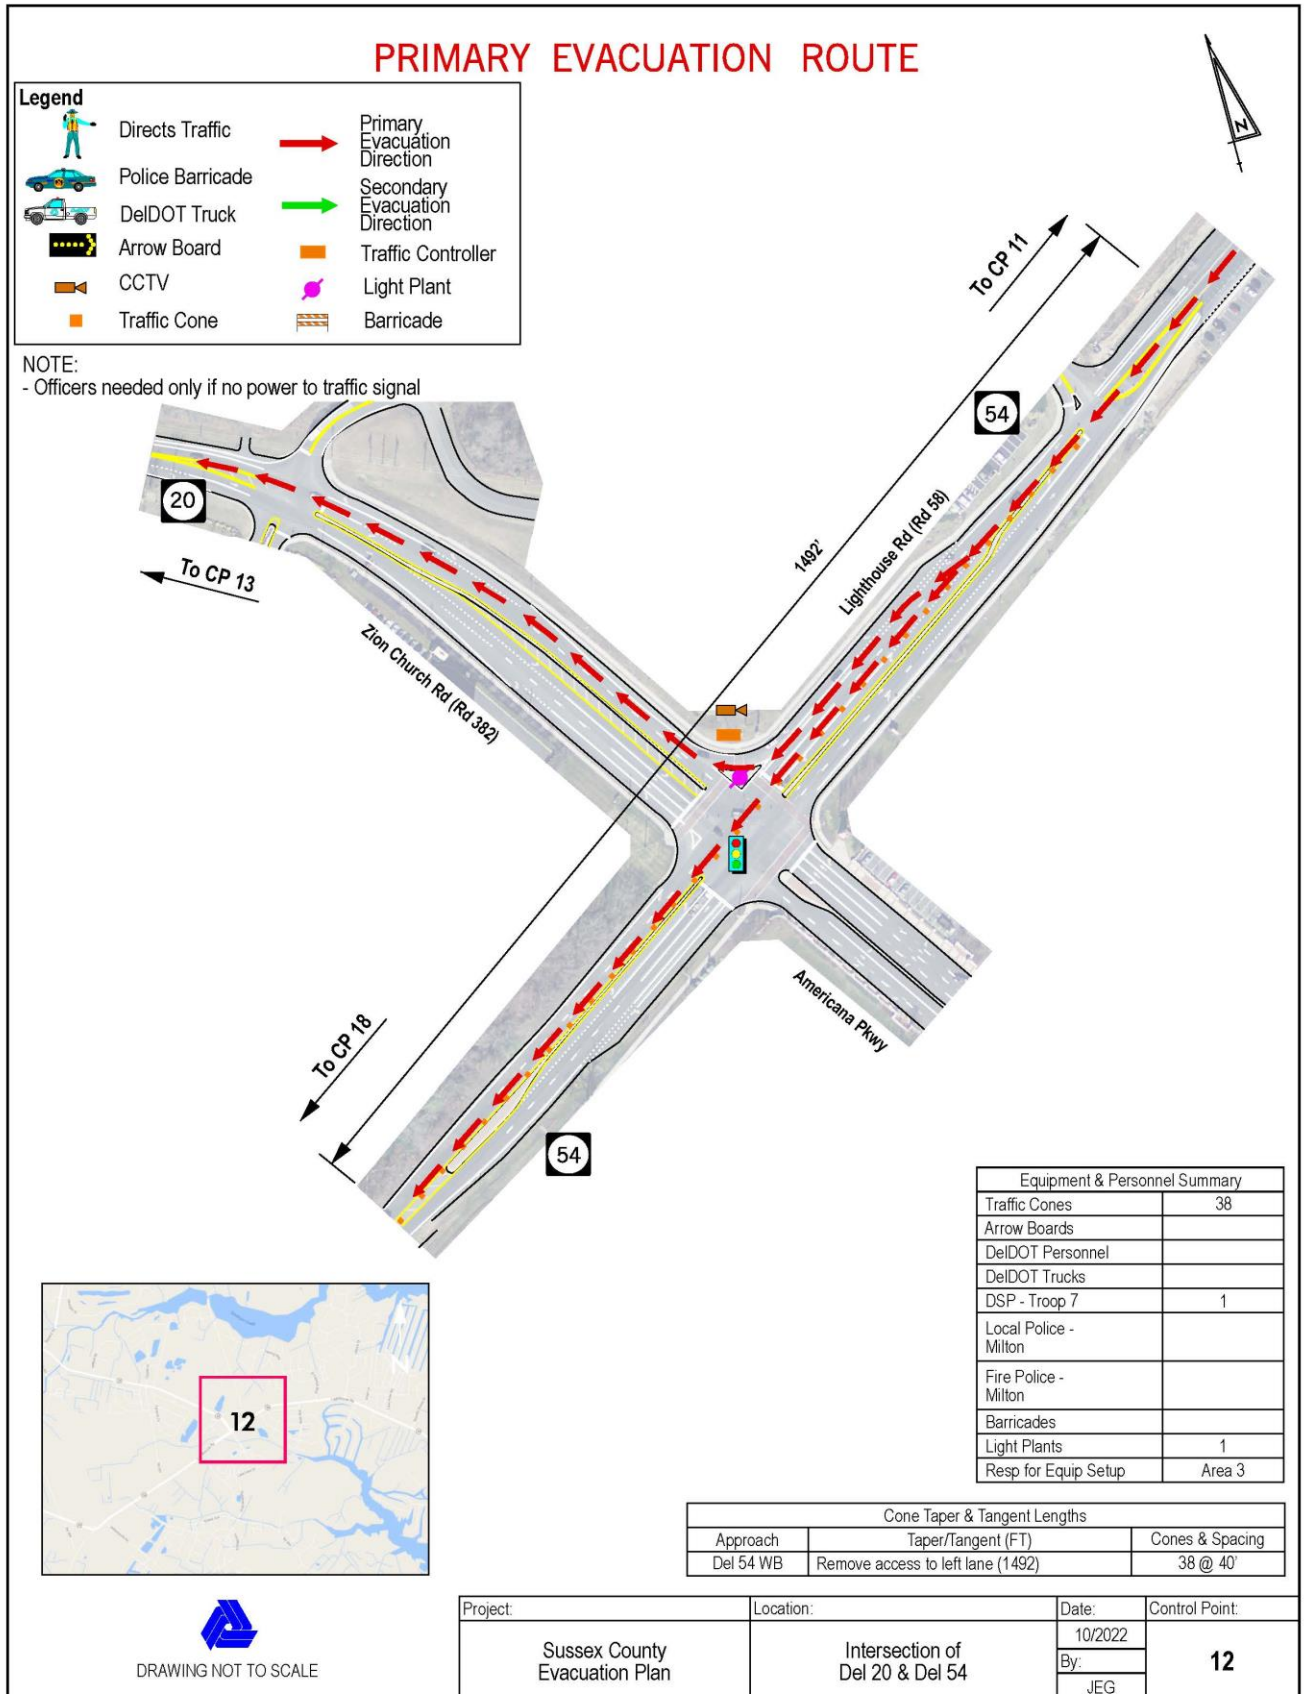 PRIMARY EVACUATION ROUTE
Legend
Directs Traffic
Police Barricade
DelDOT Truck
Arrow Board
CCTV
Traffic Cone
Primary
Evacuation
Direction
Secondary
Evacuation
Direction
Traffic Controller
Light Plant
Barricade
N
NOTE:
- Officers needed only if no power to traffic signal
To CP 11
54
20
To CP 13
1492'
Lighthouse Rd (Rd 58)
Zion Church Rd (Rd 382)
Americana Pkwy
To CP 18
54
Equipment & Personnel Summary
Traffic Cones 38
Arrow Boards
DelDOT Personnel
DelDOT Trucks
DSP - Troop 7 1
Local Police -
Milton
Fire Police -
Milton
Barricades
Light Plants 1
Resp for Equip Setup Area 3
12
Cone Taper & Tangent Lengths
Approach Taper/Tangent (FT) Cones & Spacing
Del 54 WB Remove access to left lane (1492) 38 @ 40'
DRAWING NOT TO SCALE
Project:
Sussex County
Evacuation Plan
Location:
Intersection of
Del 20 & Del 54
Date:
10/2022
By:
JEG
Control Point:
12